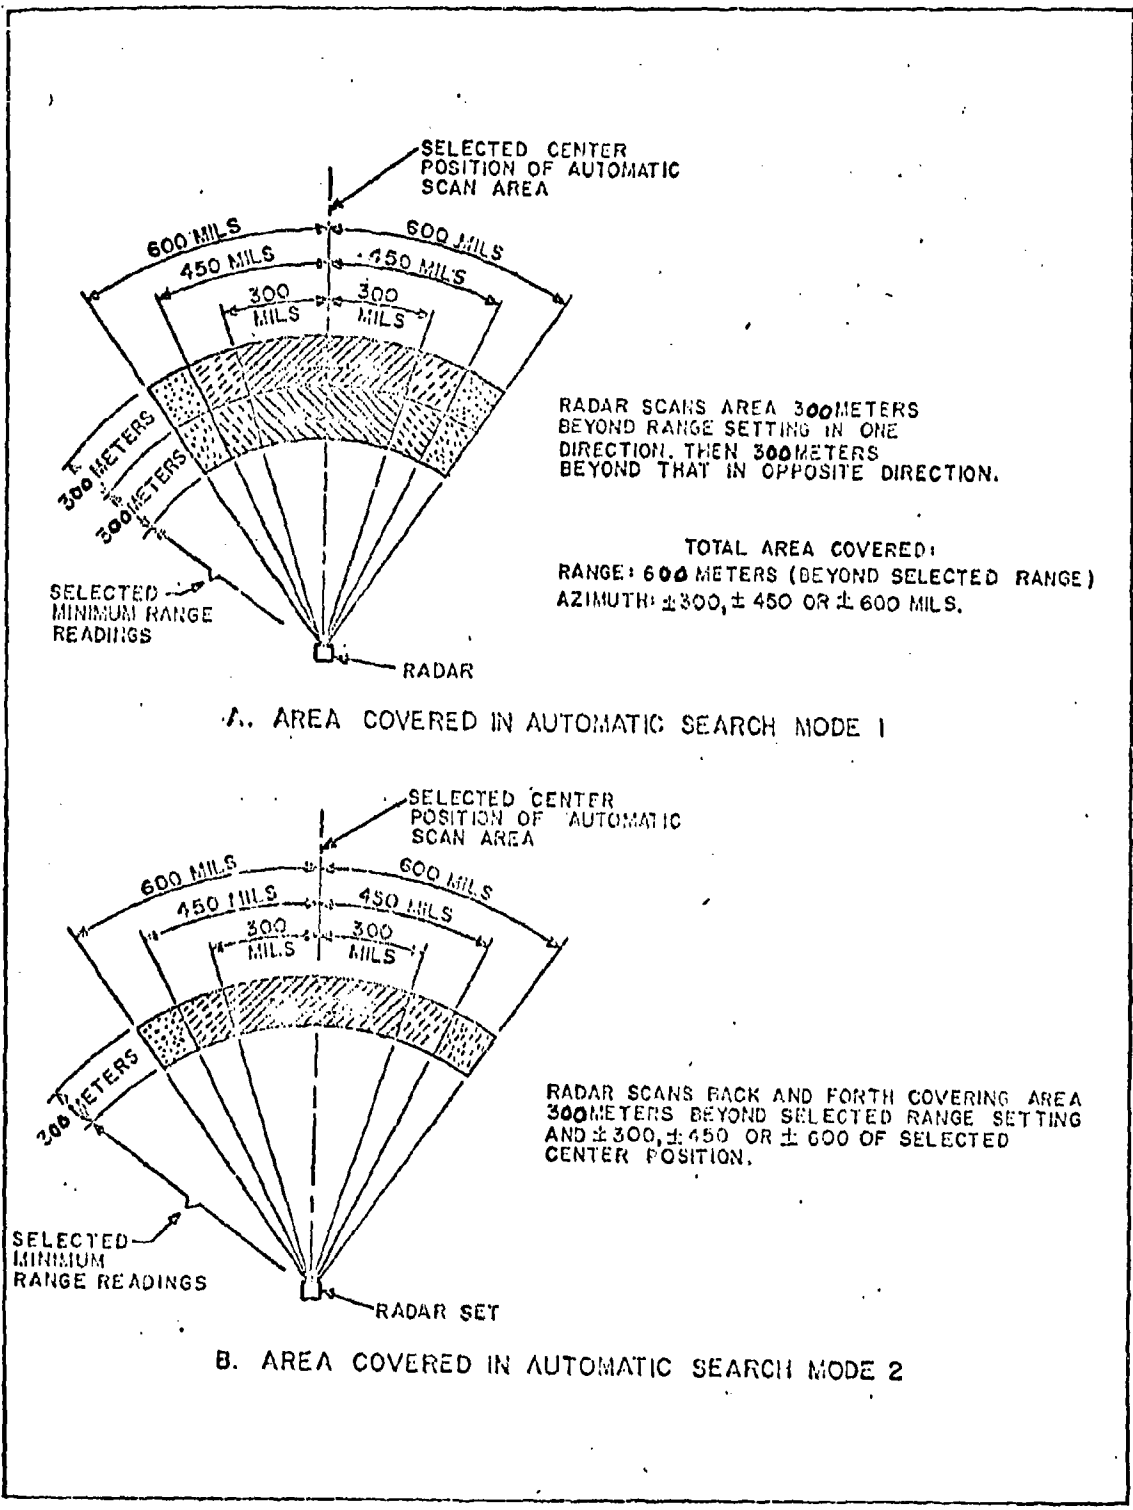 SELECTED CENTER
POSITION OF AUTOMATIC
SCAN AREA
600 MILS
600 MILS
450 MILS
450 MILS
300
MILS
300
MILS
300 METERS
300 METERS
RADAR SCANS AREA 300 METERS
BEYOND RANGE SETTING IN ONE
DIRECTION. THEN 300 METERS
BEYOND THAT IN OPPOSITE DIRECTION.
TOTAL AREA COVERED:
RANGE: 600 METERS (BEYOND SELECTED RANGE)
AZIMUTH: ±300, ± 450 OR ± 600 MILS.
SELECTED
MINIMUM RANGE
READINGS
RADAR
A. AREA COVERED IN AUTOMATIC SEARCH MODE 1
SELECTED CENTER
POSITION OF AUTOMATIC
SCAN AREA
600 MILS
600 MILS
450 MILS
450 MILS
300
MILS
300
MILS
300 METERS
RADAR SCANS BACK AND FORTH COVERING AREA
300 METERS BEYOND SELECTED RANGE SETTING
AND ±300, ±450 OR ± 600 OF SELECTED
CENTER POSITION.
SELECTED
MINIMUM
RANGE READINGS
RADAR SET
B. AREA COVERED IN AUTOMATIC SEARCH MODE 2